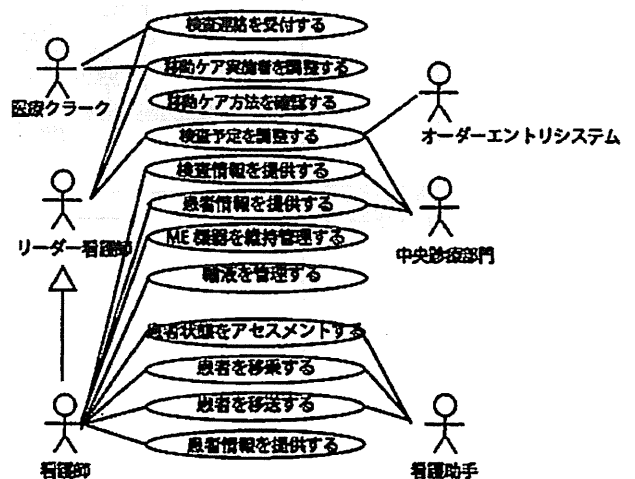 検査連絡を受付する
移動ケア実施者を調整する
医療クラーク
移動ケア方法を確認する
検査予定を調整する
オーダーエントリシステム
検査情報を提供する
患者情報を提供する
リーダー看護師
ME機器を維持管理する
中央診療部門
輸液を管理する
患者状態をアセスメントする
患者を移乗する
患者を移送する
患者情報を提供する
看護師
看護助手